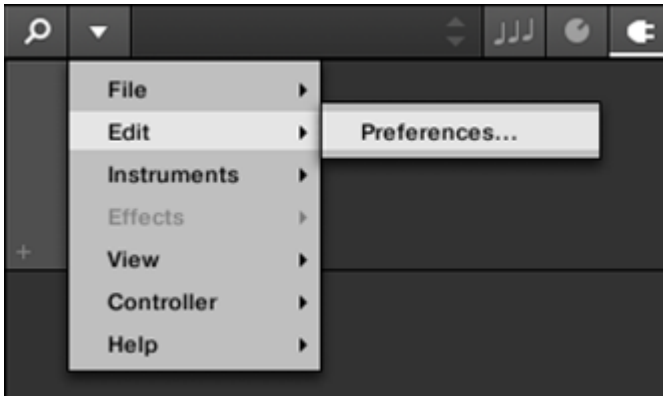 File
Edit
Preferences...
Instruments
Effects
View
Controller
Help